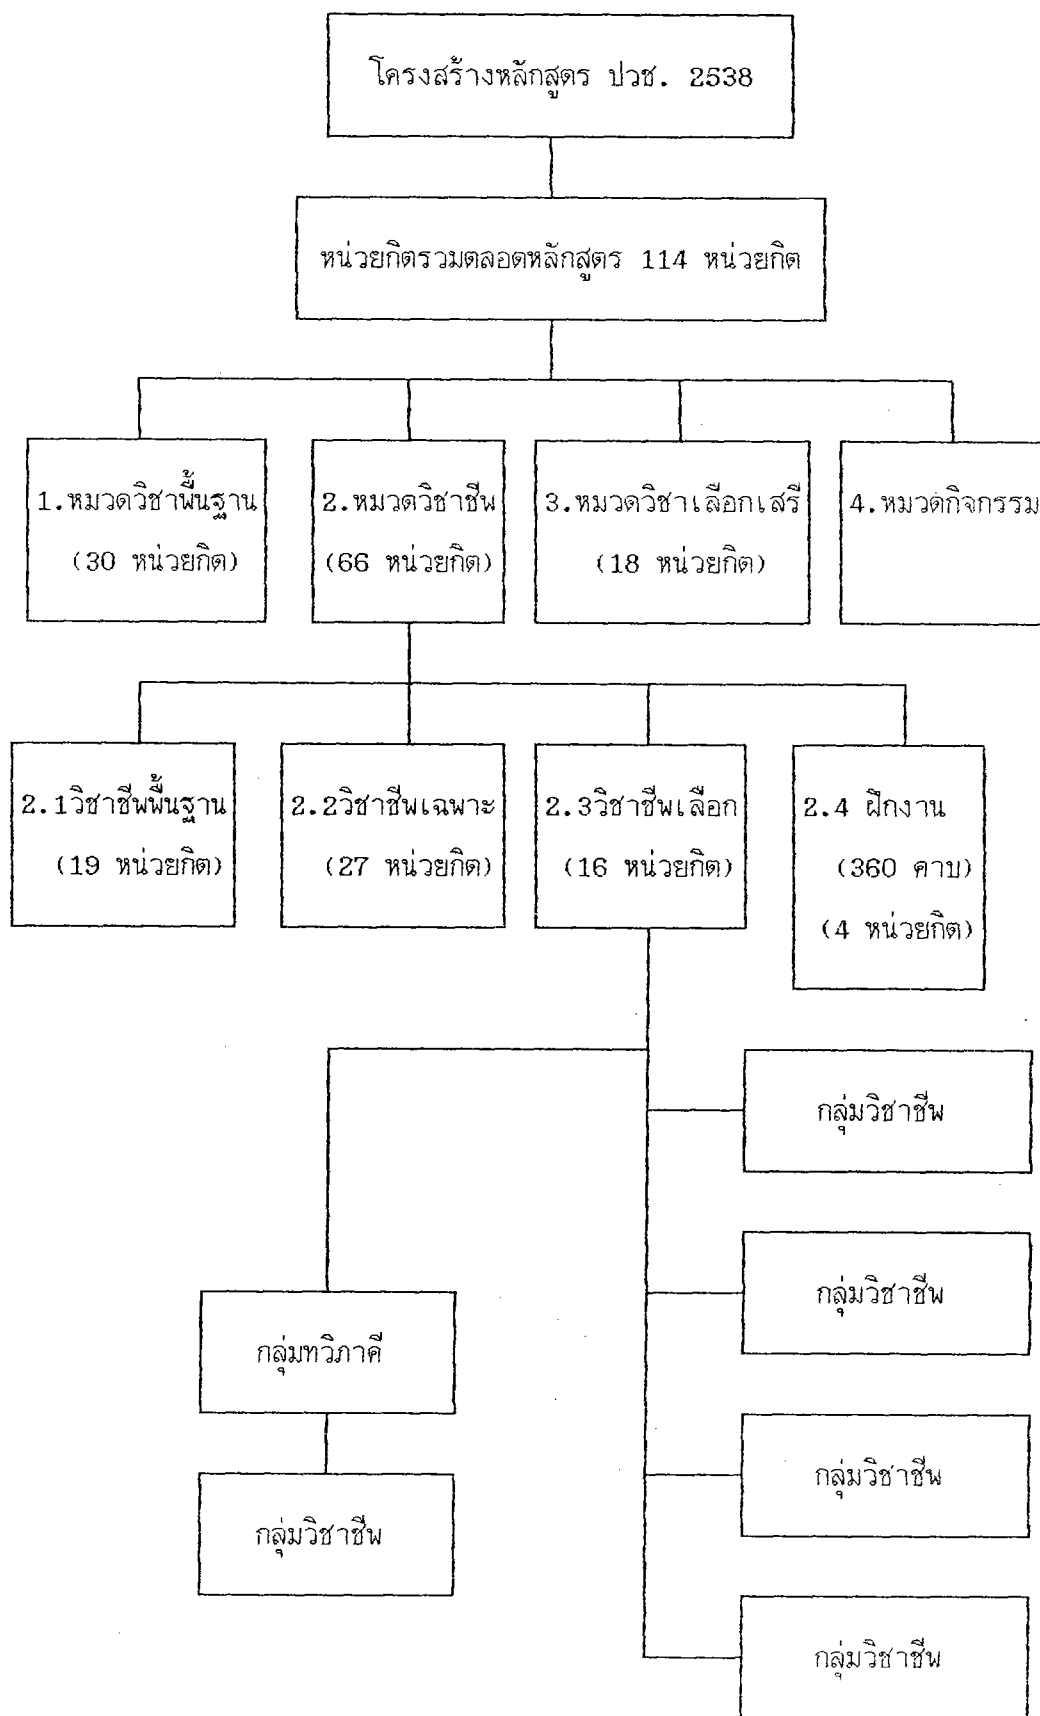 โครงสร้างหลักสูตร ปวช. 2538
หน่วยกิตรวมตลอดหลักสูตร 114 หน่วยกิต
1.หมวดวิชาพื้นฐาน
(30 หน่วยกิต)
2.หมวดวิชาชีพ
(66 หน่วยกิต)
3.หมวดวิชาเลือกเสรี
(18 หน่วยกิต)
4.หมวดกิจกรรม
2.1วิชาชีพพื้นฐาน
(19 หน่วยกิต)
2.2วิชาชีพเฉพาะ
(27 หน่วยกิต)
2.3วิชาชีพเลือก
(16 หน่วยกิต)
2.4 ฝึกงาน
(360 คาบ)
(4 หน่วยกิต)
กลุ่มวิชาชีพ
กลุ่มวิชาชีพ
กลุ่มทวิภาคี
กลุ่มวิชาชีพ
กลุ่มวิชาชีพ
กลุ่มวิชาชีพ